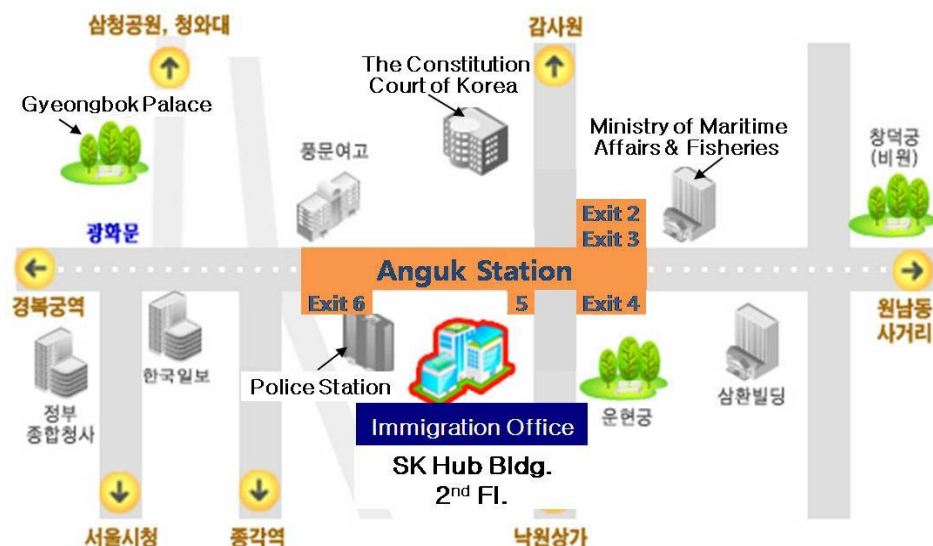 삼청공원, 청와대
감사원
The Constitution
Court of Korea
Gyeongbok Palace
Ministry of Maritime
Affairs & Fisheries
창덕궁
(비원)
풍문여고
Exit 2
광화문
Exit 3
Anguk Station
경복궁역
Exit 6
5
Exit 4
원남동
사거리
한국일보
Police Station
정부
종합청사
운현궁
삼환빌딩
Immigration Office
SK Hub Bldg.
2nd Fl.
서울시청
종각역
낙원상가